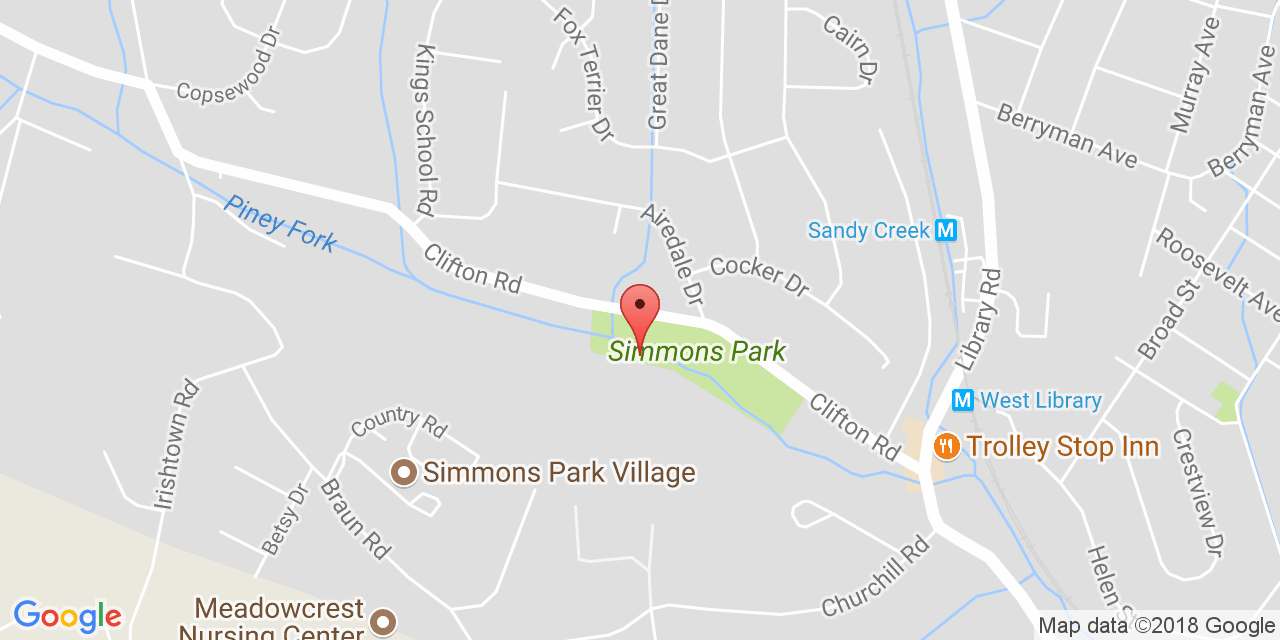 Copsewood Dr
Kings School Rd
Fox Terrier Dr
Great Dane D
Cairn Dr
Murray Ave
Berryman Ave
Berryman Ave
Piney Fork
Airedale Dr
Sandy Creek M
Clifton Rd
Cocker Dr
Library Rd
Roosevelt Ave
Broad St
Simmons Park
Irishtown Rd
Country Rd
Clifton Rd
M West Library
Trolley Stop Inn
Simmons Park Village
Crestview Dr
Betsy Dr
Braun Rd
Churchill Rd
Helen St
Google
Meadowcrest
Nursing Center
Map data ©2018 Google